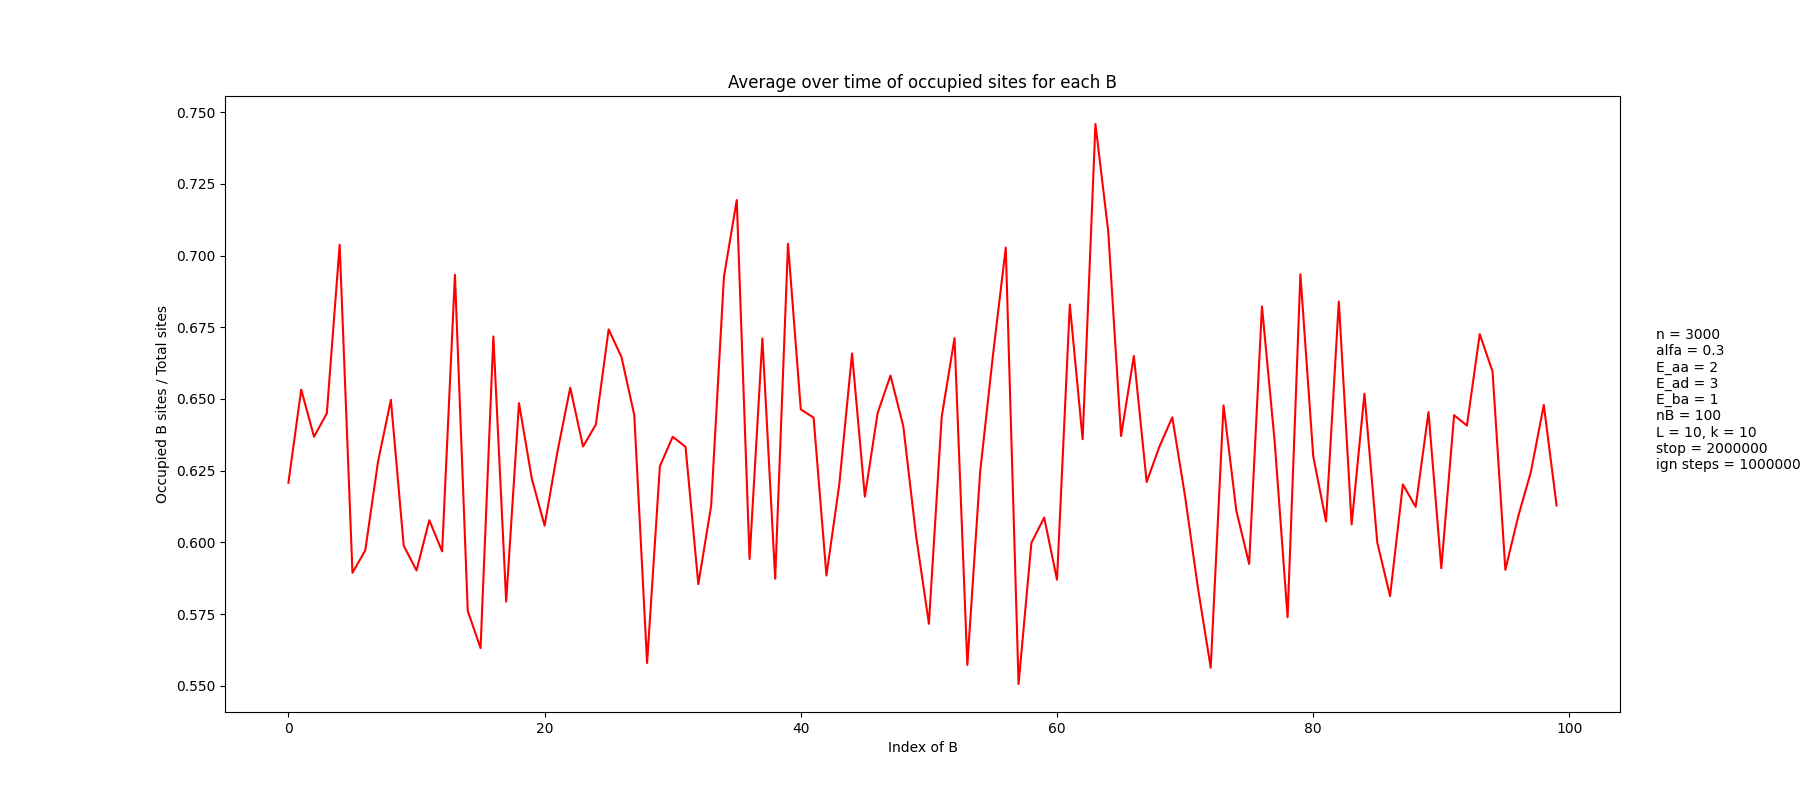 Average over time of occupied sites for each B
0.750
0.725
0.700
0.675
0.650
0.625
0.600
0.575
0.550
Occupied B sites / Total sites
0 20 40 60 80 100
Index of B
n = 3000
alfa = 0.3
E_aa = 2
E_ad = 3
E_ba = 1
nB = 100
L = 10, k = 10
stop = 2000000
ign steps = 1000000